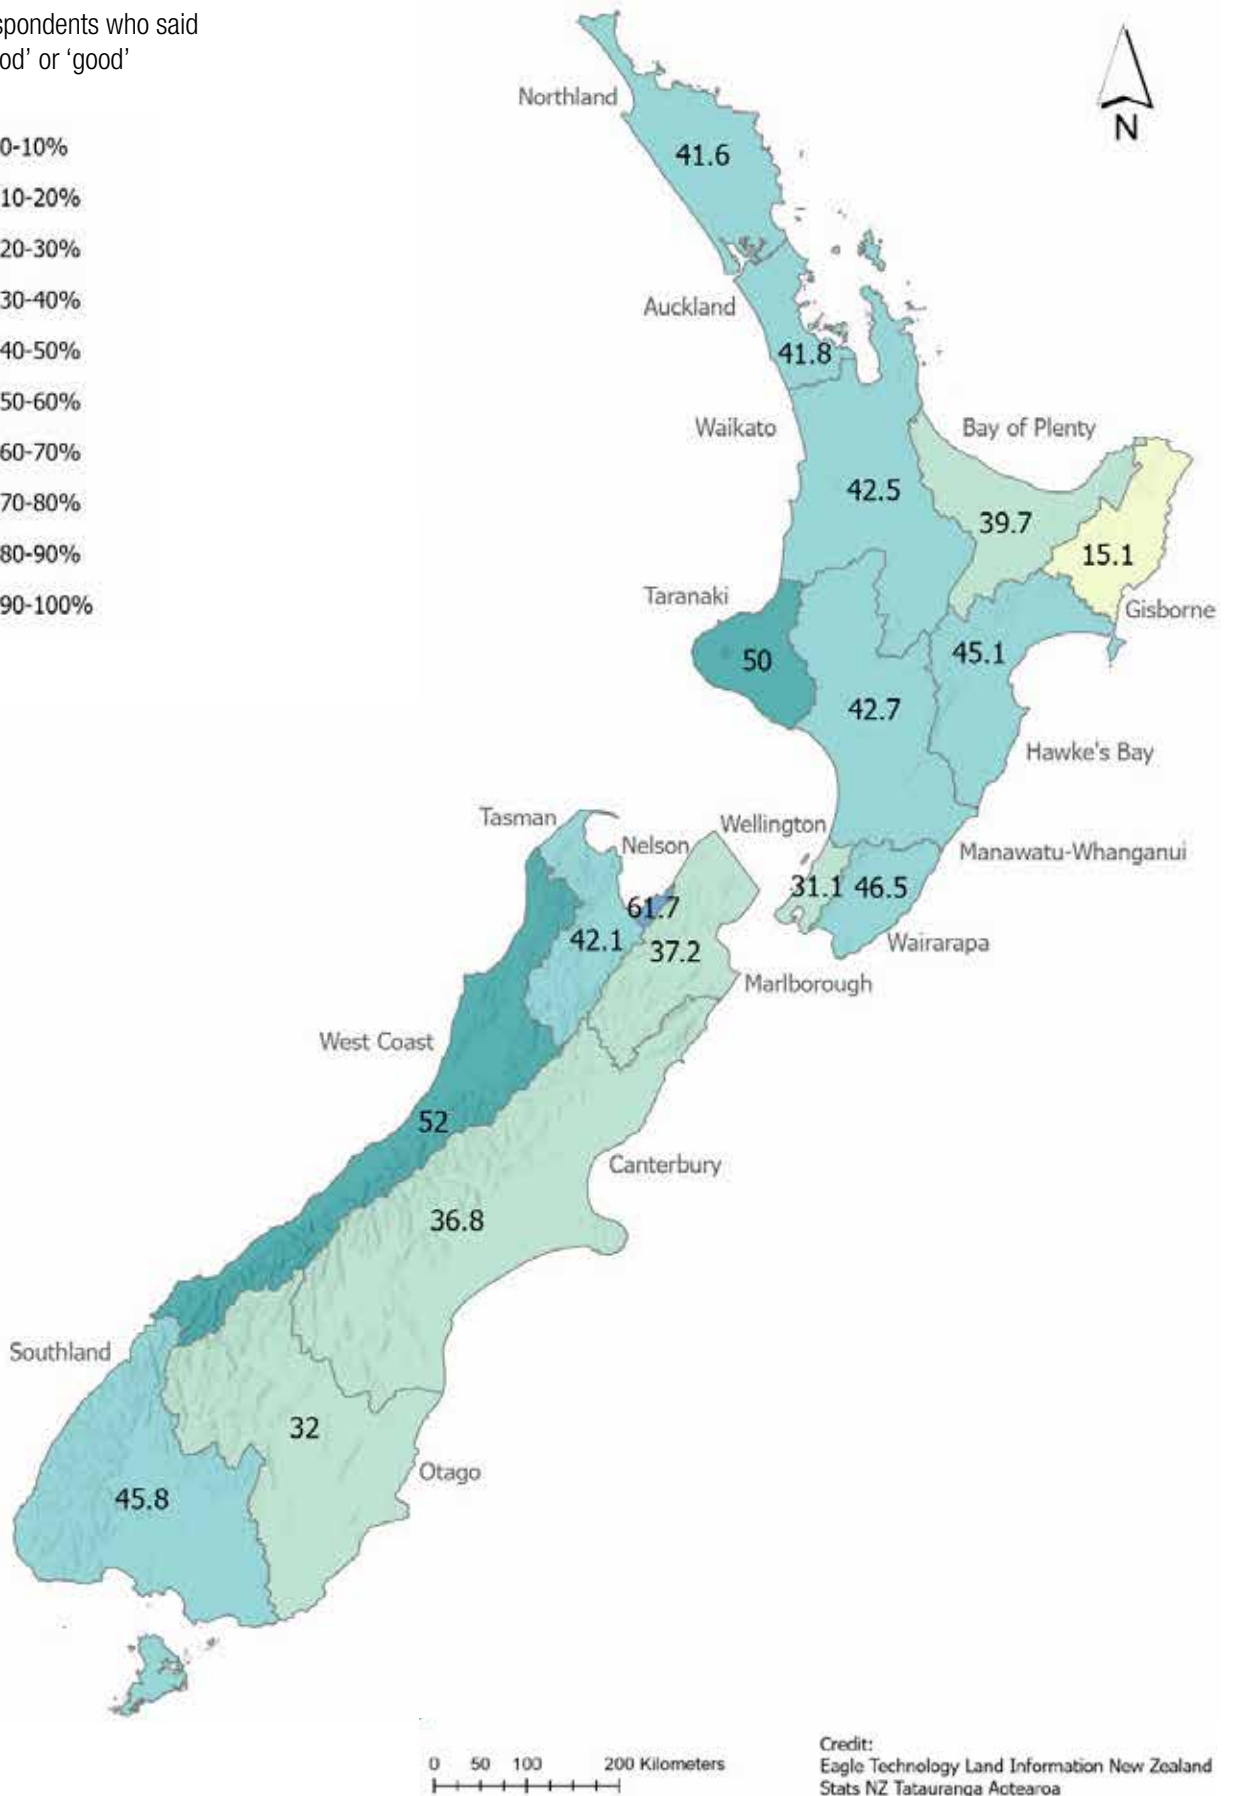 spondents who said
od’ or ‘good’
0-10%
10-20%
20-30%
30-40%
40-50%
50-60%
60-70%
70-80%
80-90%
90-100%
N
Northland
41.6
Auckland
41.8
Waikato
42.5
Bay of Plenty
39.7
15.1
Gisborne
Taranaki
50
45.1
42.7
Hawke's Bay
Tasman
Nelson
Wellington
Manawatu-Whanganui
31.1
46.5
61.7
42.1
37.2
Wairarapa
Marlborough
West Coast
52
Canterbury
36.8
Southland
32
Otago
45.8
0 50 100 200 Kilometers
Credit:
Eagle Technology Land Information New Zealand
Stats NZ Tatauranga Aotearoa